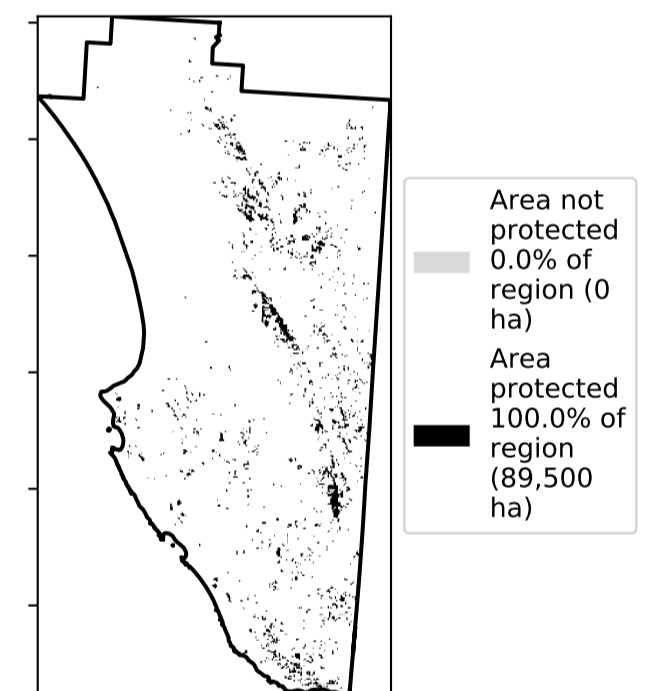 Area not
protected
0.0% of
region (0
ha)
Area
protected
100.0% of
region
(89,500
ha)